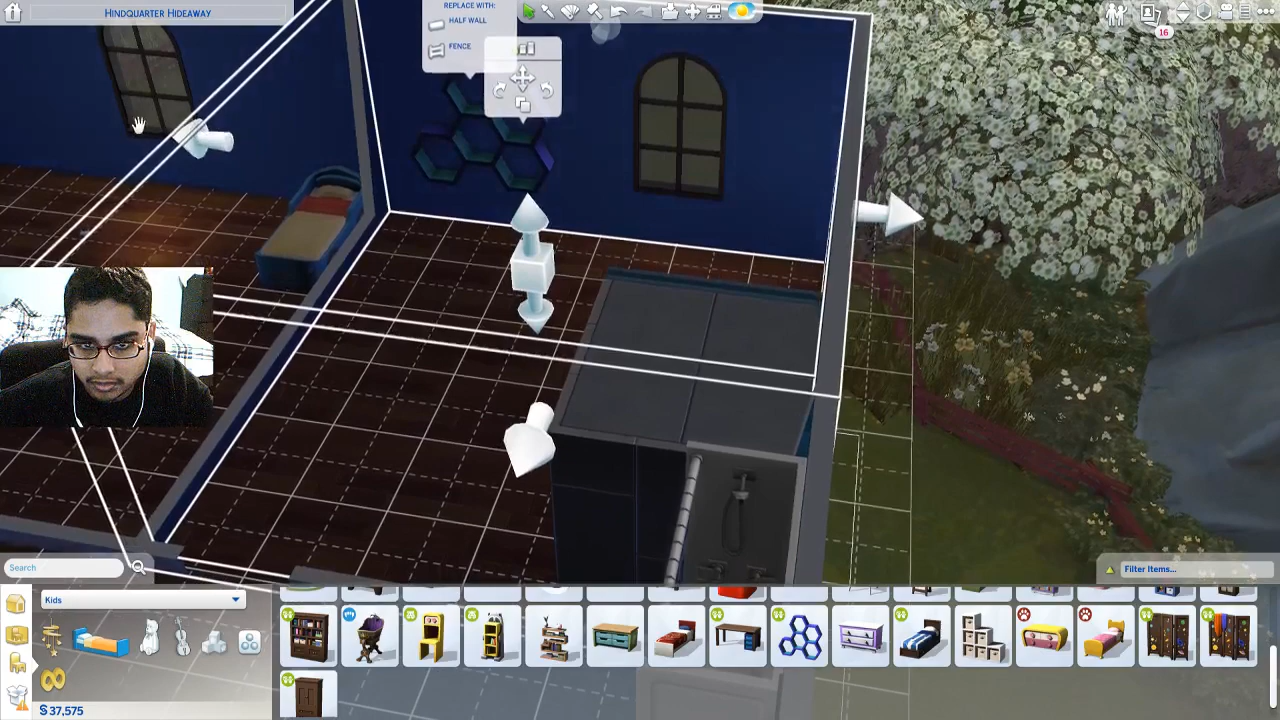 Hindquarter Hideaway
REPLACE WITH:
HALF WALL
FENCE
16
Search
Filter Items...
Kids
§37,575